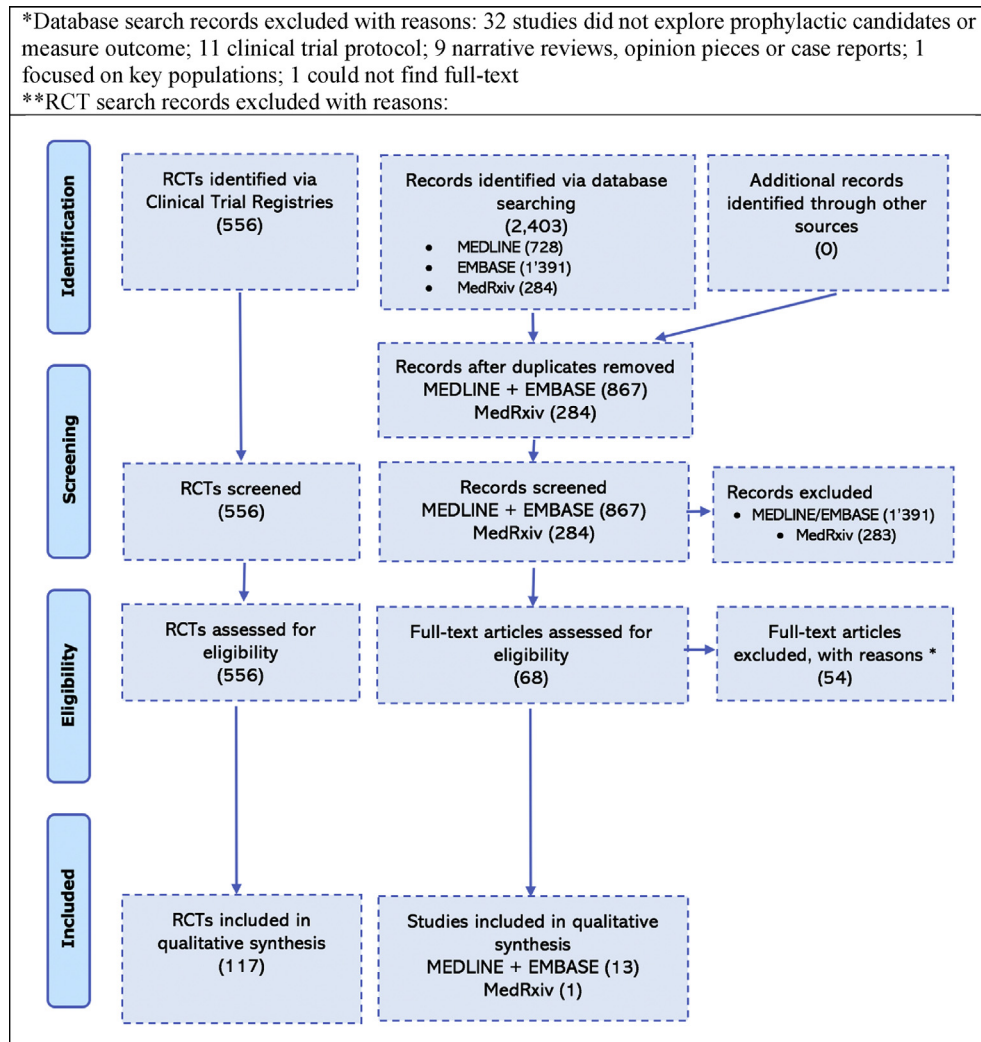 *Database search records excluded with reasons: 32 studies did not explore prophylactic candidates or
measure outcome; 11 clinical trial protocol; 9 narrative reviews, opinion pieces or case reports; 1
focused on key populations; 1 could not find full-text
**RCT search records excluded with reasons:
Identification
RCTs identified via
Clinical Trial Registries
(556)
Records identified via database
searching
(2,403)
• MEDLINE (728)
• EMBASE (1'391)
• MedRxiv (284)
Additional records
identified through other
sources
(0)
Screening
Records after duplicates removed
MEDLINE + EMBASE (867)
MedRxiv (284)
RCTs screened
(556)
Records screened
MEDLINE + EMBASE (867)
MedRxiv (284)
Records excluded
• MEDLINE/EMBASE (1'391)
• MedRxiv (283)
Eligibility
RCTs assessed for
eligibility
(556)
Full-text articles assessed for
eligibility
(68)
Full-text articles
excluded, with reasons *
(54)
Included
RCTs included in
qualitative synthesis
(117)
Studies included in qualitative
synthesis
MEDLINE + EMBASE (13)
MedRxiv (1)